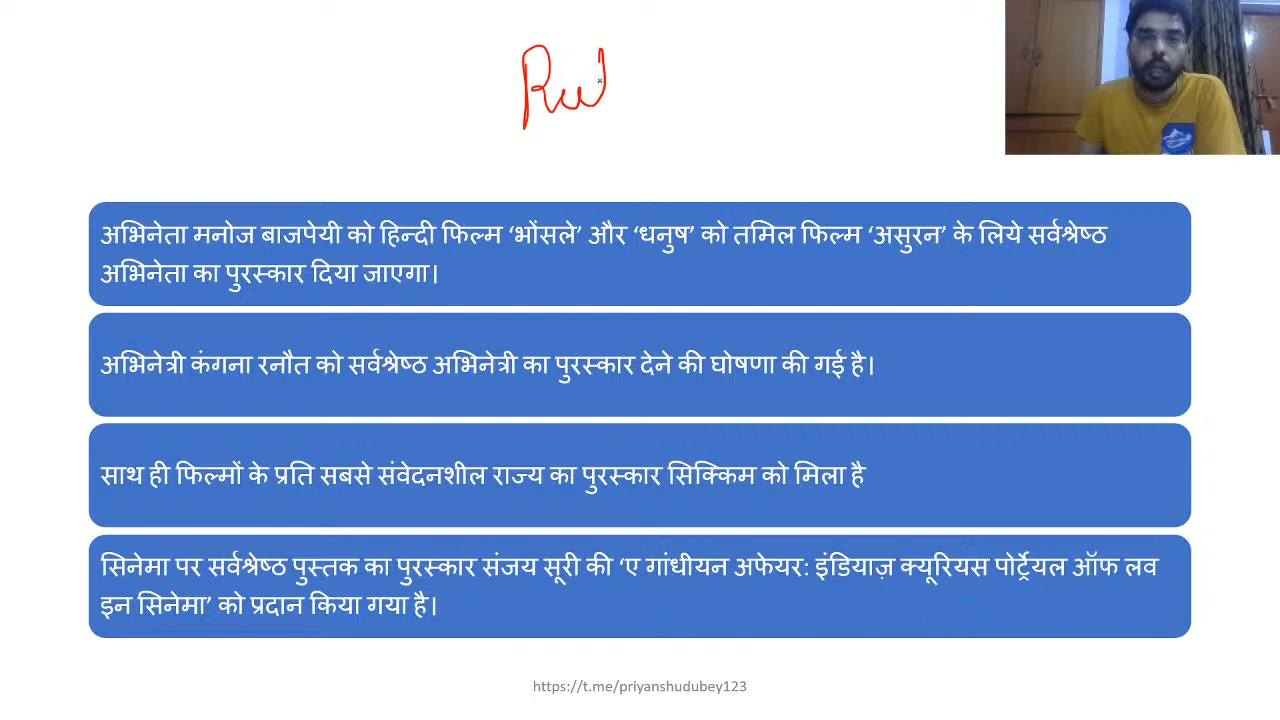 अभिनेता मनोज बाजपेयी को हिन्दी फिल्म ‘भोंसले’ और ‘धनुष’ को तमिल फिल्म ‘असुरन’ के लिये सर्वश्रेष्ठ
अभिनेता का पुरस्कार दिया जाएगा।
अभिनेत्री कंगना रनौत को सर्वश्रेष्ठ अभिनेत्री का पुरस्कार देने की घोषणा की गई है।
साथ ही फिल्मों के प्रति सबसे संवेदनशील राज्य का पुरस्कार सिक्किम को मिला है
सिनेमा पर सर्वश्रेष्ठ पुस्तक का पुरस्कार संजय सूरी की ‘ए गांधीयन अफेयर: इंडियाज़ क्यूरियस पोर्ट्रेयल ऑफ लव
इन सिनेमा’ को प्रदान किया गया है।
https://t.me/priyanshudubey123